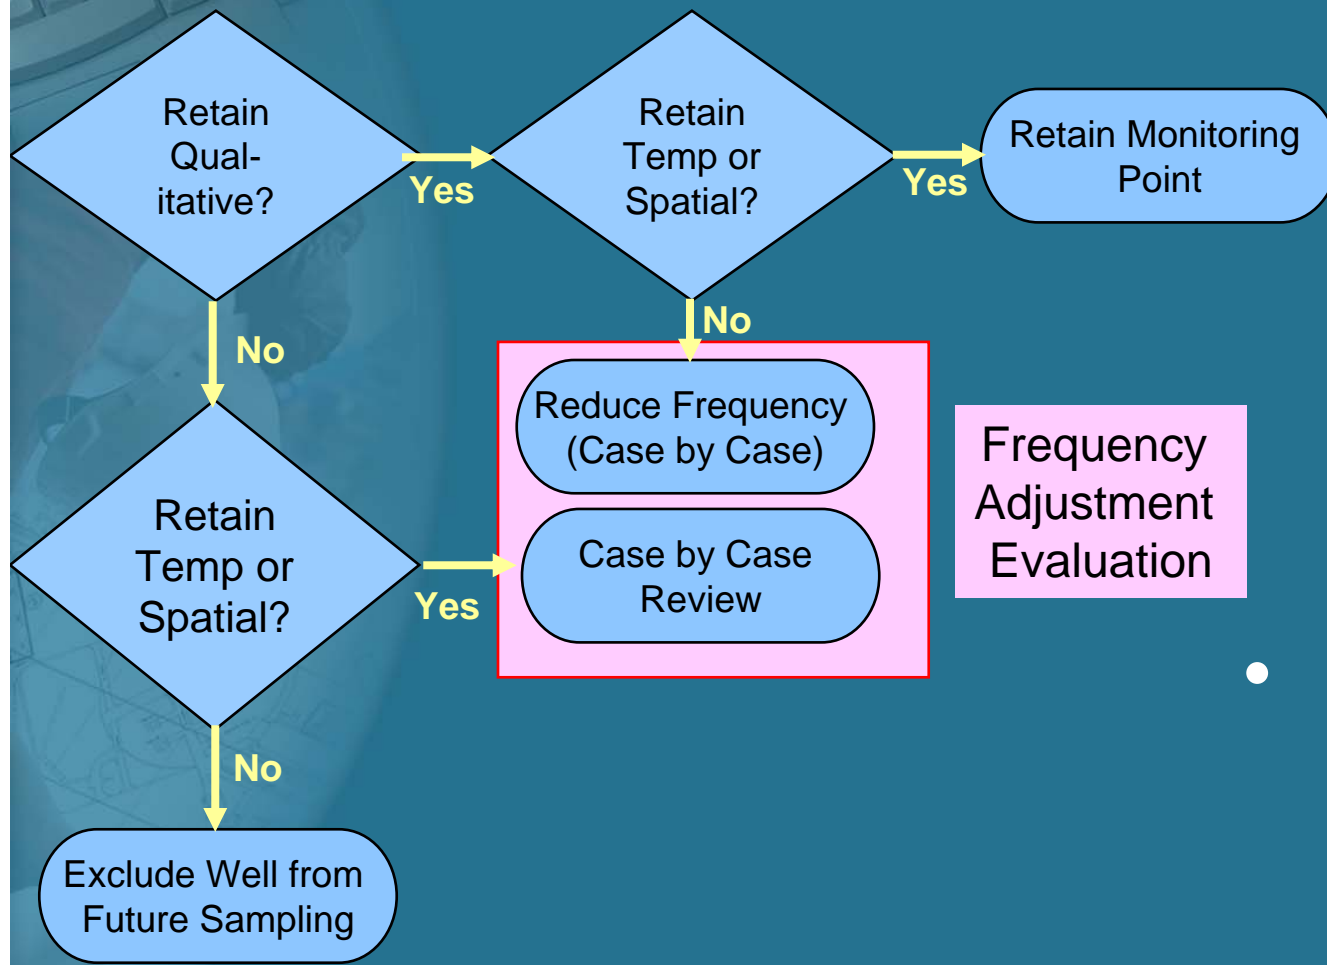 Retain
Qual-
itative?
Yes
Retain
Temp or
Spatial?
Yes
Retain Monitoring
Point
No
No
Reduce Frequency
(Case by Case)
Case by Case
Review
Frequency
Adjustment
Evaluation
Retain
Temp or
Spatial?
Yes
No
Exclude Well from
Future Sampling